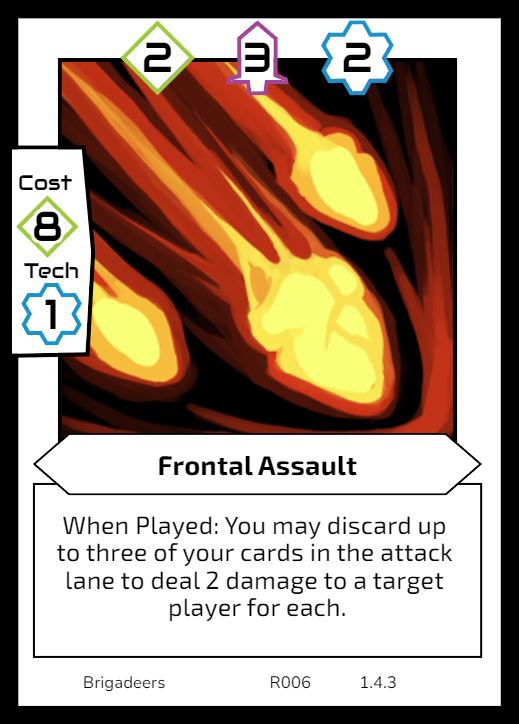 2 3 2
Cost
8
Tech
1
Frontal Assault
When Played: You may discard up
to three of your cards in the attack
lane to deal 2 damage to a target
player for each.
Brigadeers R006 1.4.3